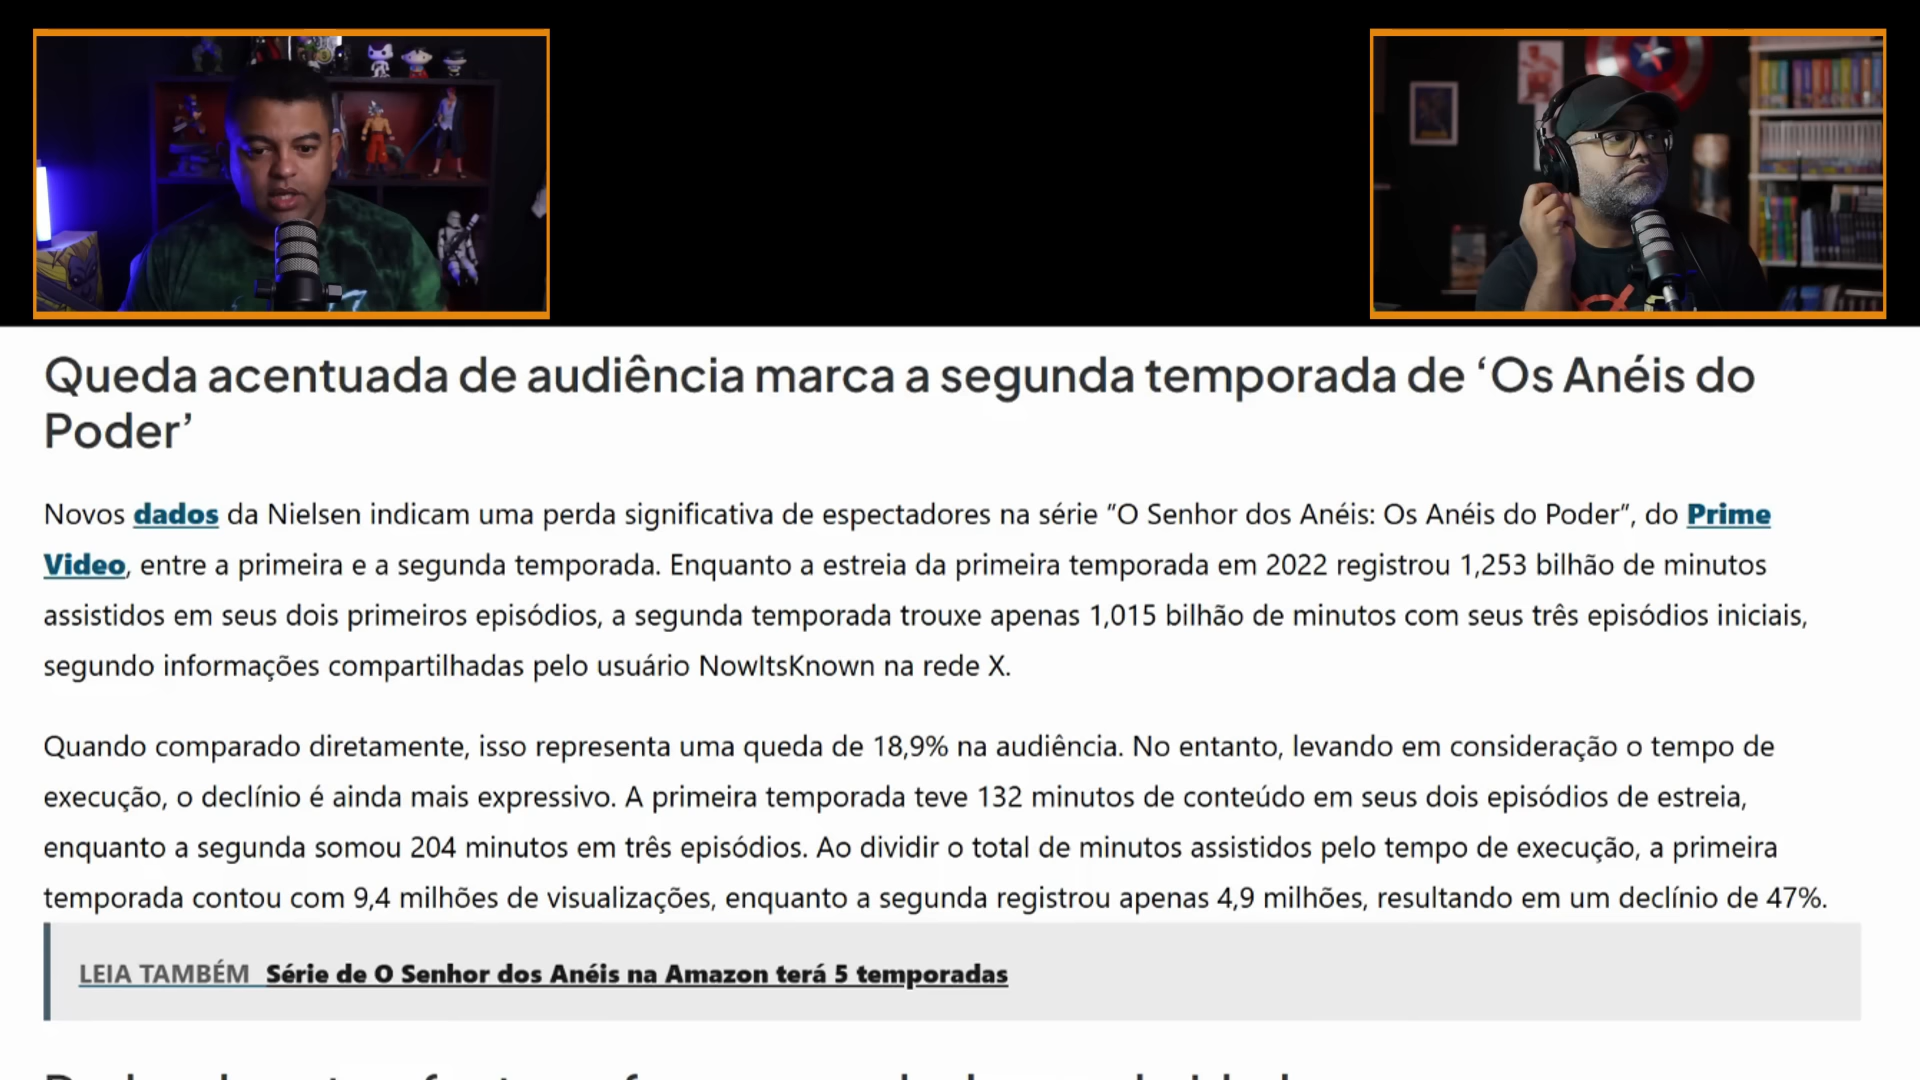 Queda acentuada de audiência marca a segunda temporada de ‘Os Anéis do
Poder’
Novos dados da Nielsen indicam uma perda significativa de espectadores na série “O Senhor dos Anéis: Os Anéis do Poder”, do Prime
Video, entre a primeira e a segunda temporada. Enquanto a estreia da primeira temporada em 2022 registrou 1,253 bilhão de minutos
assistidos em seus dois primeiros episódios, a segunda temporada trouxe apenas 1,015 bilhão de minutos com seus três episódios iniciais,
segundo informações compartilhadas pelo usuário NowItsKnown na rede X.
Quando comparado diretamente, isso representa uma queda de 18,9% na audiência. No entanto, levando em consideração o tempo de
execução, o declínio é ainda mais expressivo. A primeira temporada teve 132 minutos de conteúdo em seus dois episódios de estreia,
enquanto a segunda somou 204 minutos em três episódios. Ao dividir o total de minutos assistidos pelo tempo de execução, a primeira
temporada contou com 9,4 milhões de visualizações, enquanto a segunda registrou apenas 4,9 milhões, resultando em um declínio de 47%.
LEIA TAMBÉM Série de O Senhor dos Anéis na Amazon terá 5 temporadas